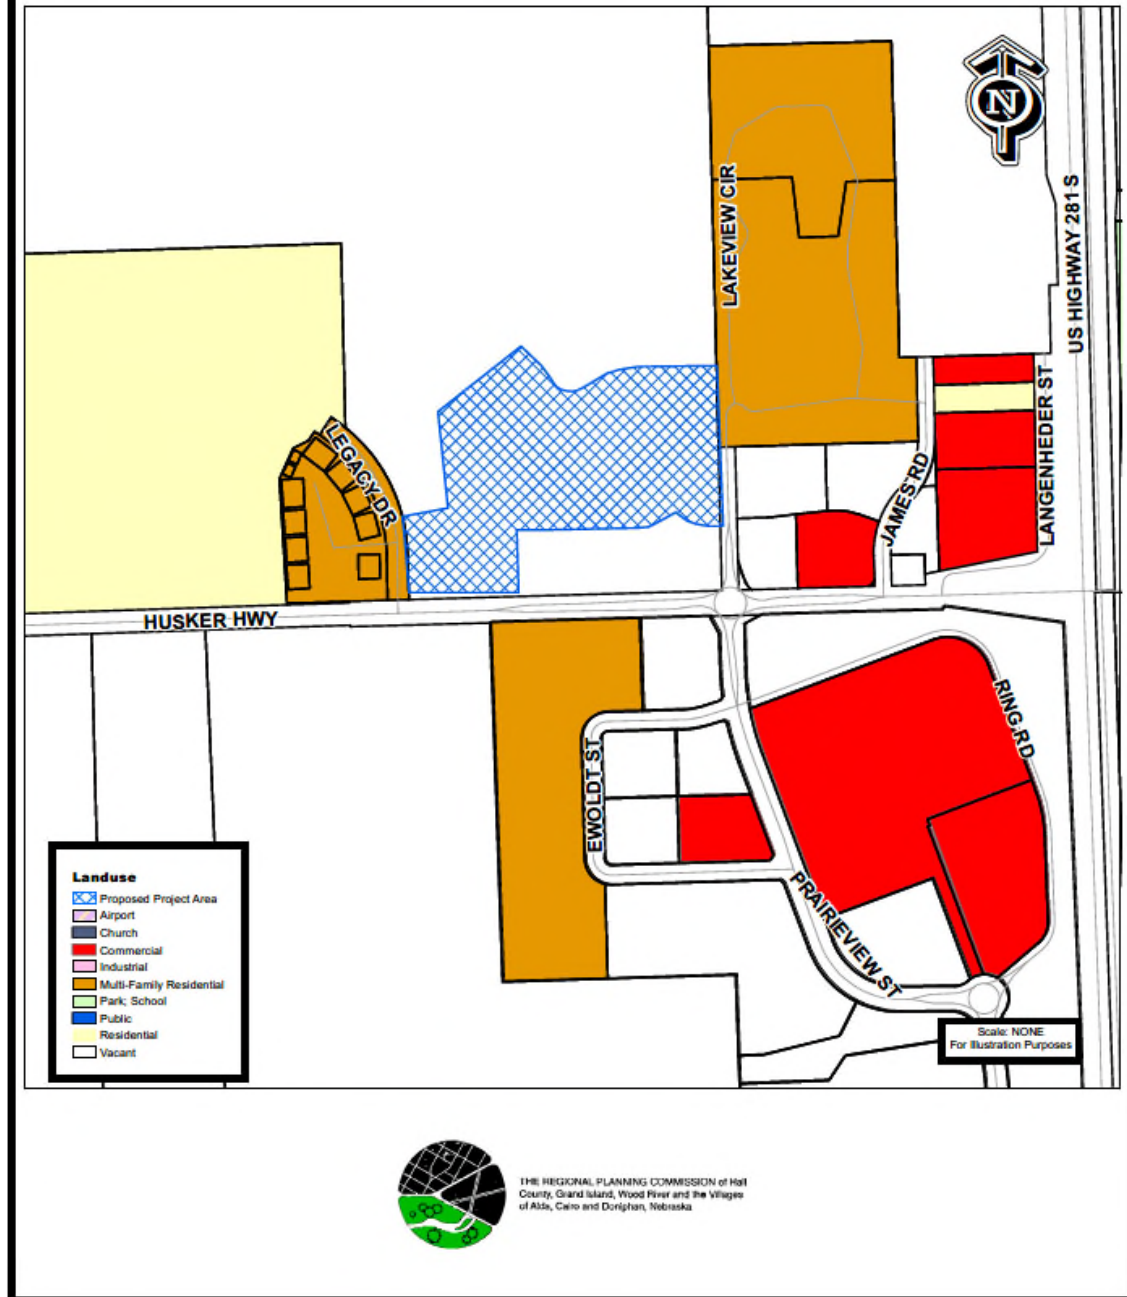 N
LAKEVIEW CIR
US HIGHWAY 281 S
LANGENHEDER ST
JAMES RD
LEGACY DR
HUSKER HWY
RING RD
EWOLDT ST
PRAIRIEVIEW ST
Landuse
Proposed Project Area
Airport
Church
Commercial
Industrial
Multi-Family Residential
Park; School
Public
Residential
Vacant
Scale: NONE
For Illustration Purposes
THE REGIONAL PLANNING COMMISSION of Hall
County, Grand Island, Wood River and the Villages
of Alda, Cairo and Doniphan, Nebraska